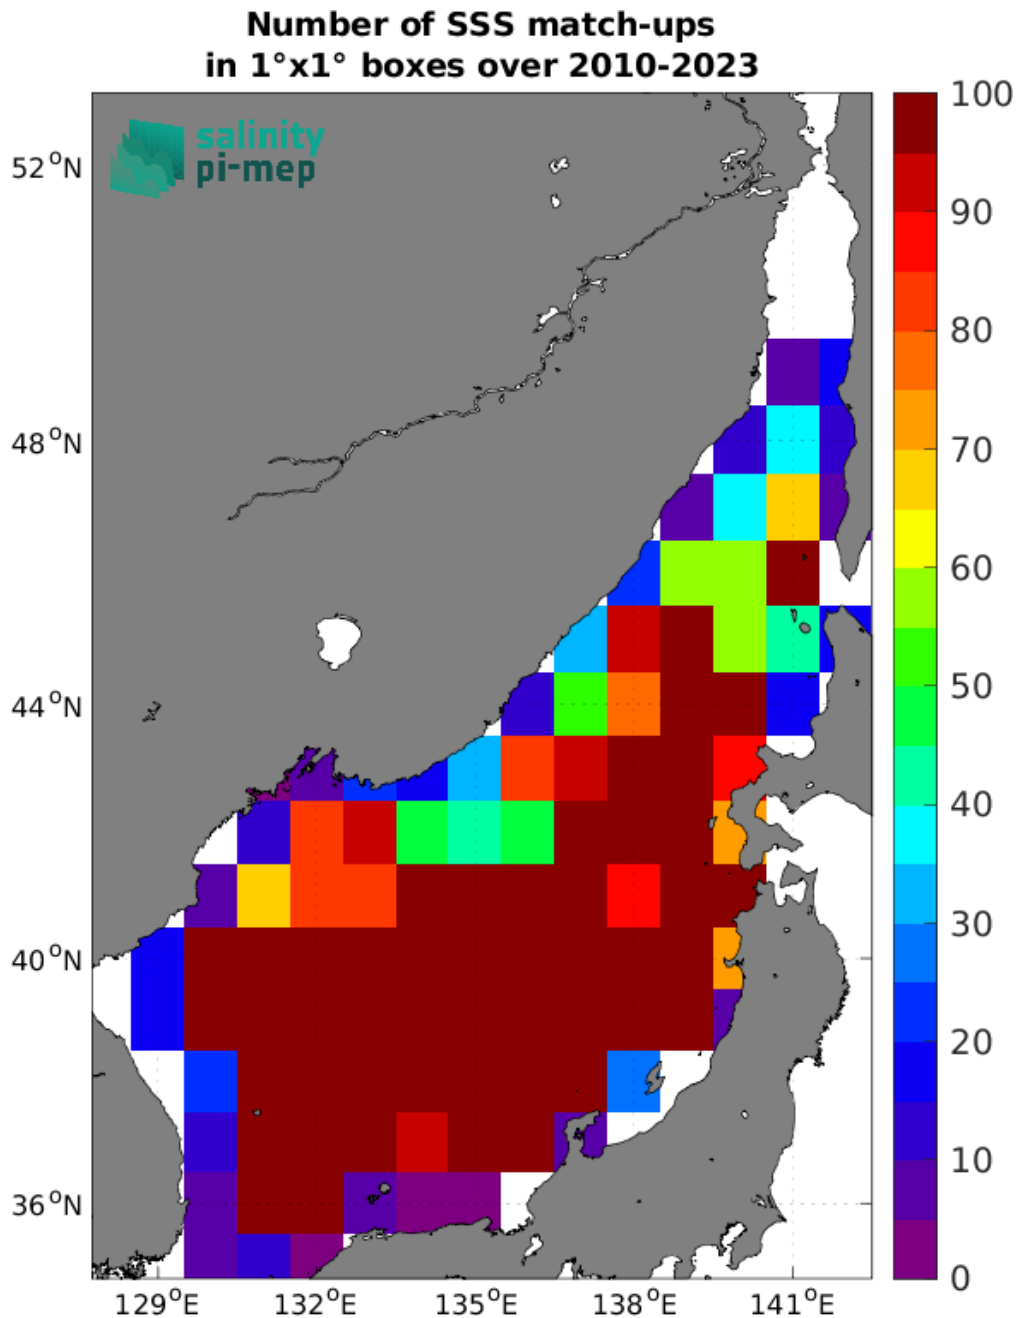 Number of SSS match-ups
in 1°x1° boxes over 2010-2023
salinity
pi-mep
52°N
48°N
44°N
40°N
36°N
129°E
132°E
135°E
138°E
141°E
100
90
80
70
60
50
40
30
20
10
0